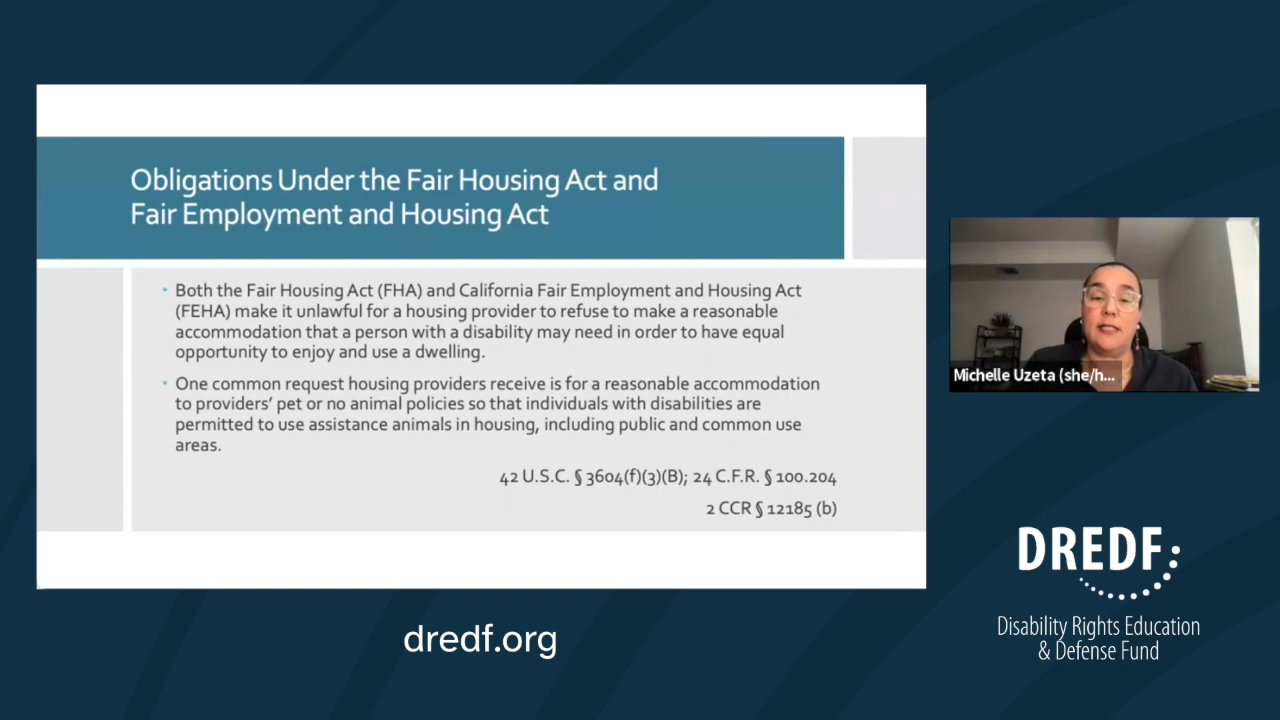 Obligations Under the Fair Housing Act and
Fair Employment and Housing Act
• Both the Fair Housing Act (FHA) and California Fair Employment and Housing Act
(FEHA) make it unlawful for a housing provider to refuse to make a reasonable
accommodation that a person with a disability may need in order to have equal
opportunity to enjoy and use a dwelling.
• One common request housing providers receive is for a reasonable accommodation
to providers' pet or no animal policies so that individuals with disabilities are
permitted to use assistance animals in housing, including public and common use
areas.
42 U.S.C. § 3604(f)(3)(B); 24 C.F.R. § 100.204
2 CCR § 12185 (b)
Michelle Uzeta (she/h...
dredf.org
DREDF
Disability Rights Education
& Defense Fund